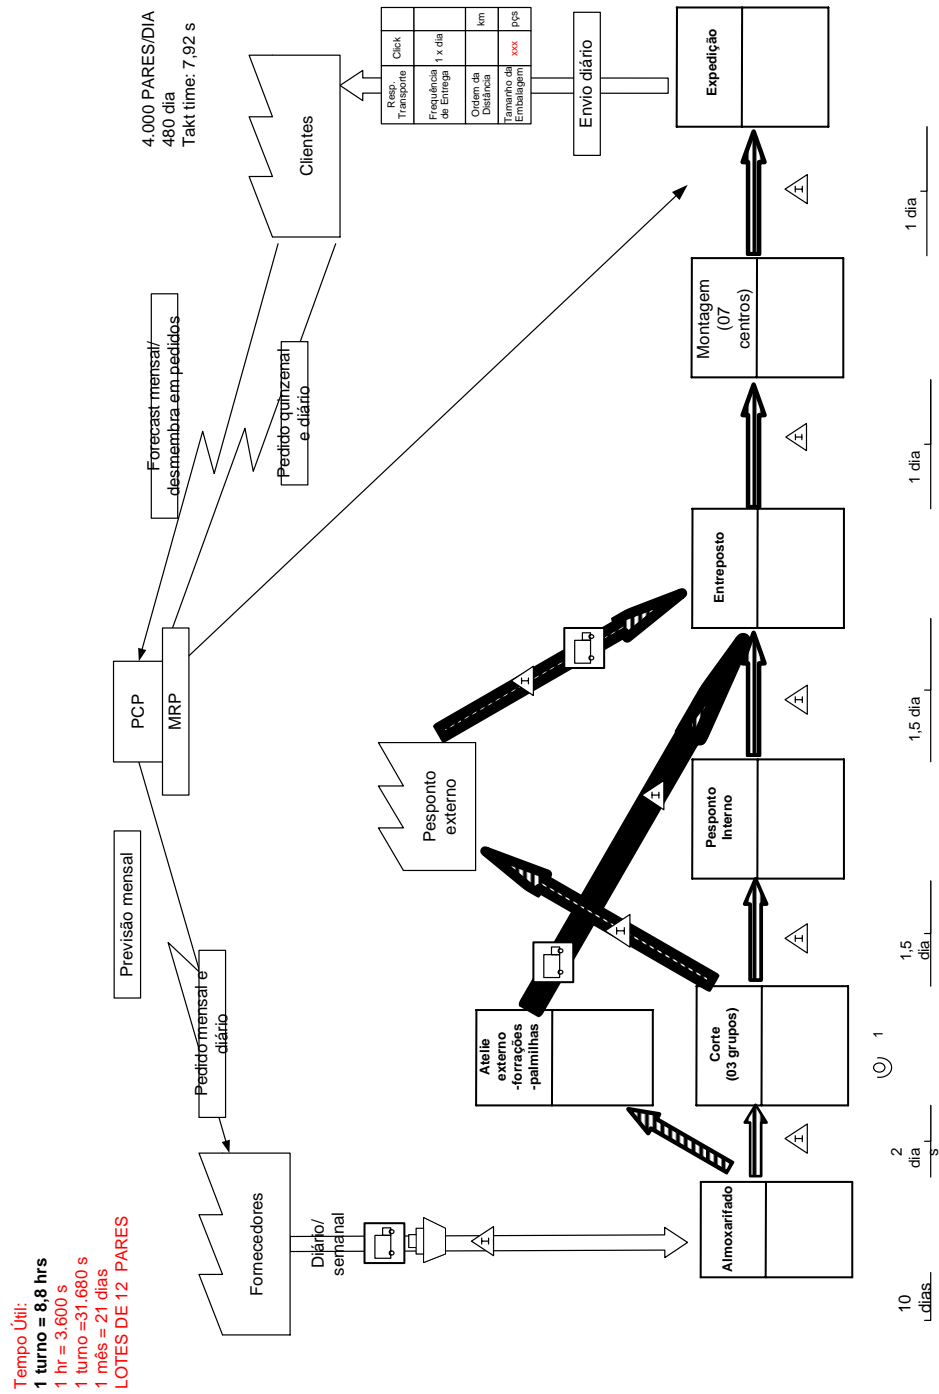 Tempo Útil:
1 turno = 8,8 hrs
1 hr = 3.600 s
1 turno =31.680 s
1 mês = 21 dias
LOTES DE 12 PARES
Previsão mensal
PCP
MRP
Forecast mensal/
desmembra em pedidos
4.000 PARES/DIA
480 dia
Takt time: 7,92 s
Pedido mensal e
diário
Pedido quinzenal
e diário
Fornecedores
Clientes
Diário/
semanal
Resp.
Transporte
Click
Frequência
de Entrega
1 x dia
Ordem da
Distância
km
Tamanho da
Embalagem
xxx
pçs
Pesponto
externo
Envio diário
Atelie
externo
-forrações
-palmilhas
I
I
I
I
Almoxarifado
I
Corte
(03 grupos)
I
Pesponto
Interno
I
Entreposto
I
Montagem
(07
centros)
I
Expedição
1
10
dias
2
dia
s
1,5
dia
1,5 dia
1 dia
1 dia